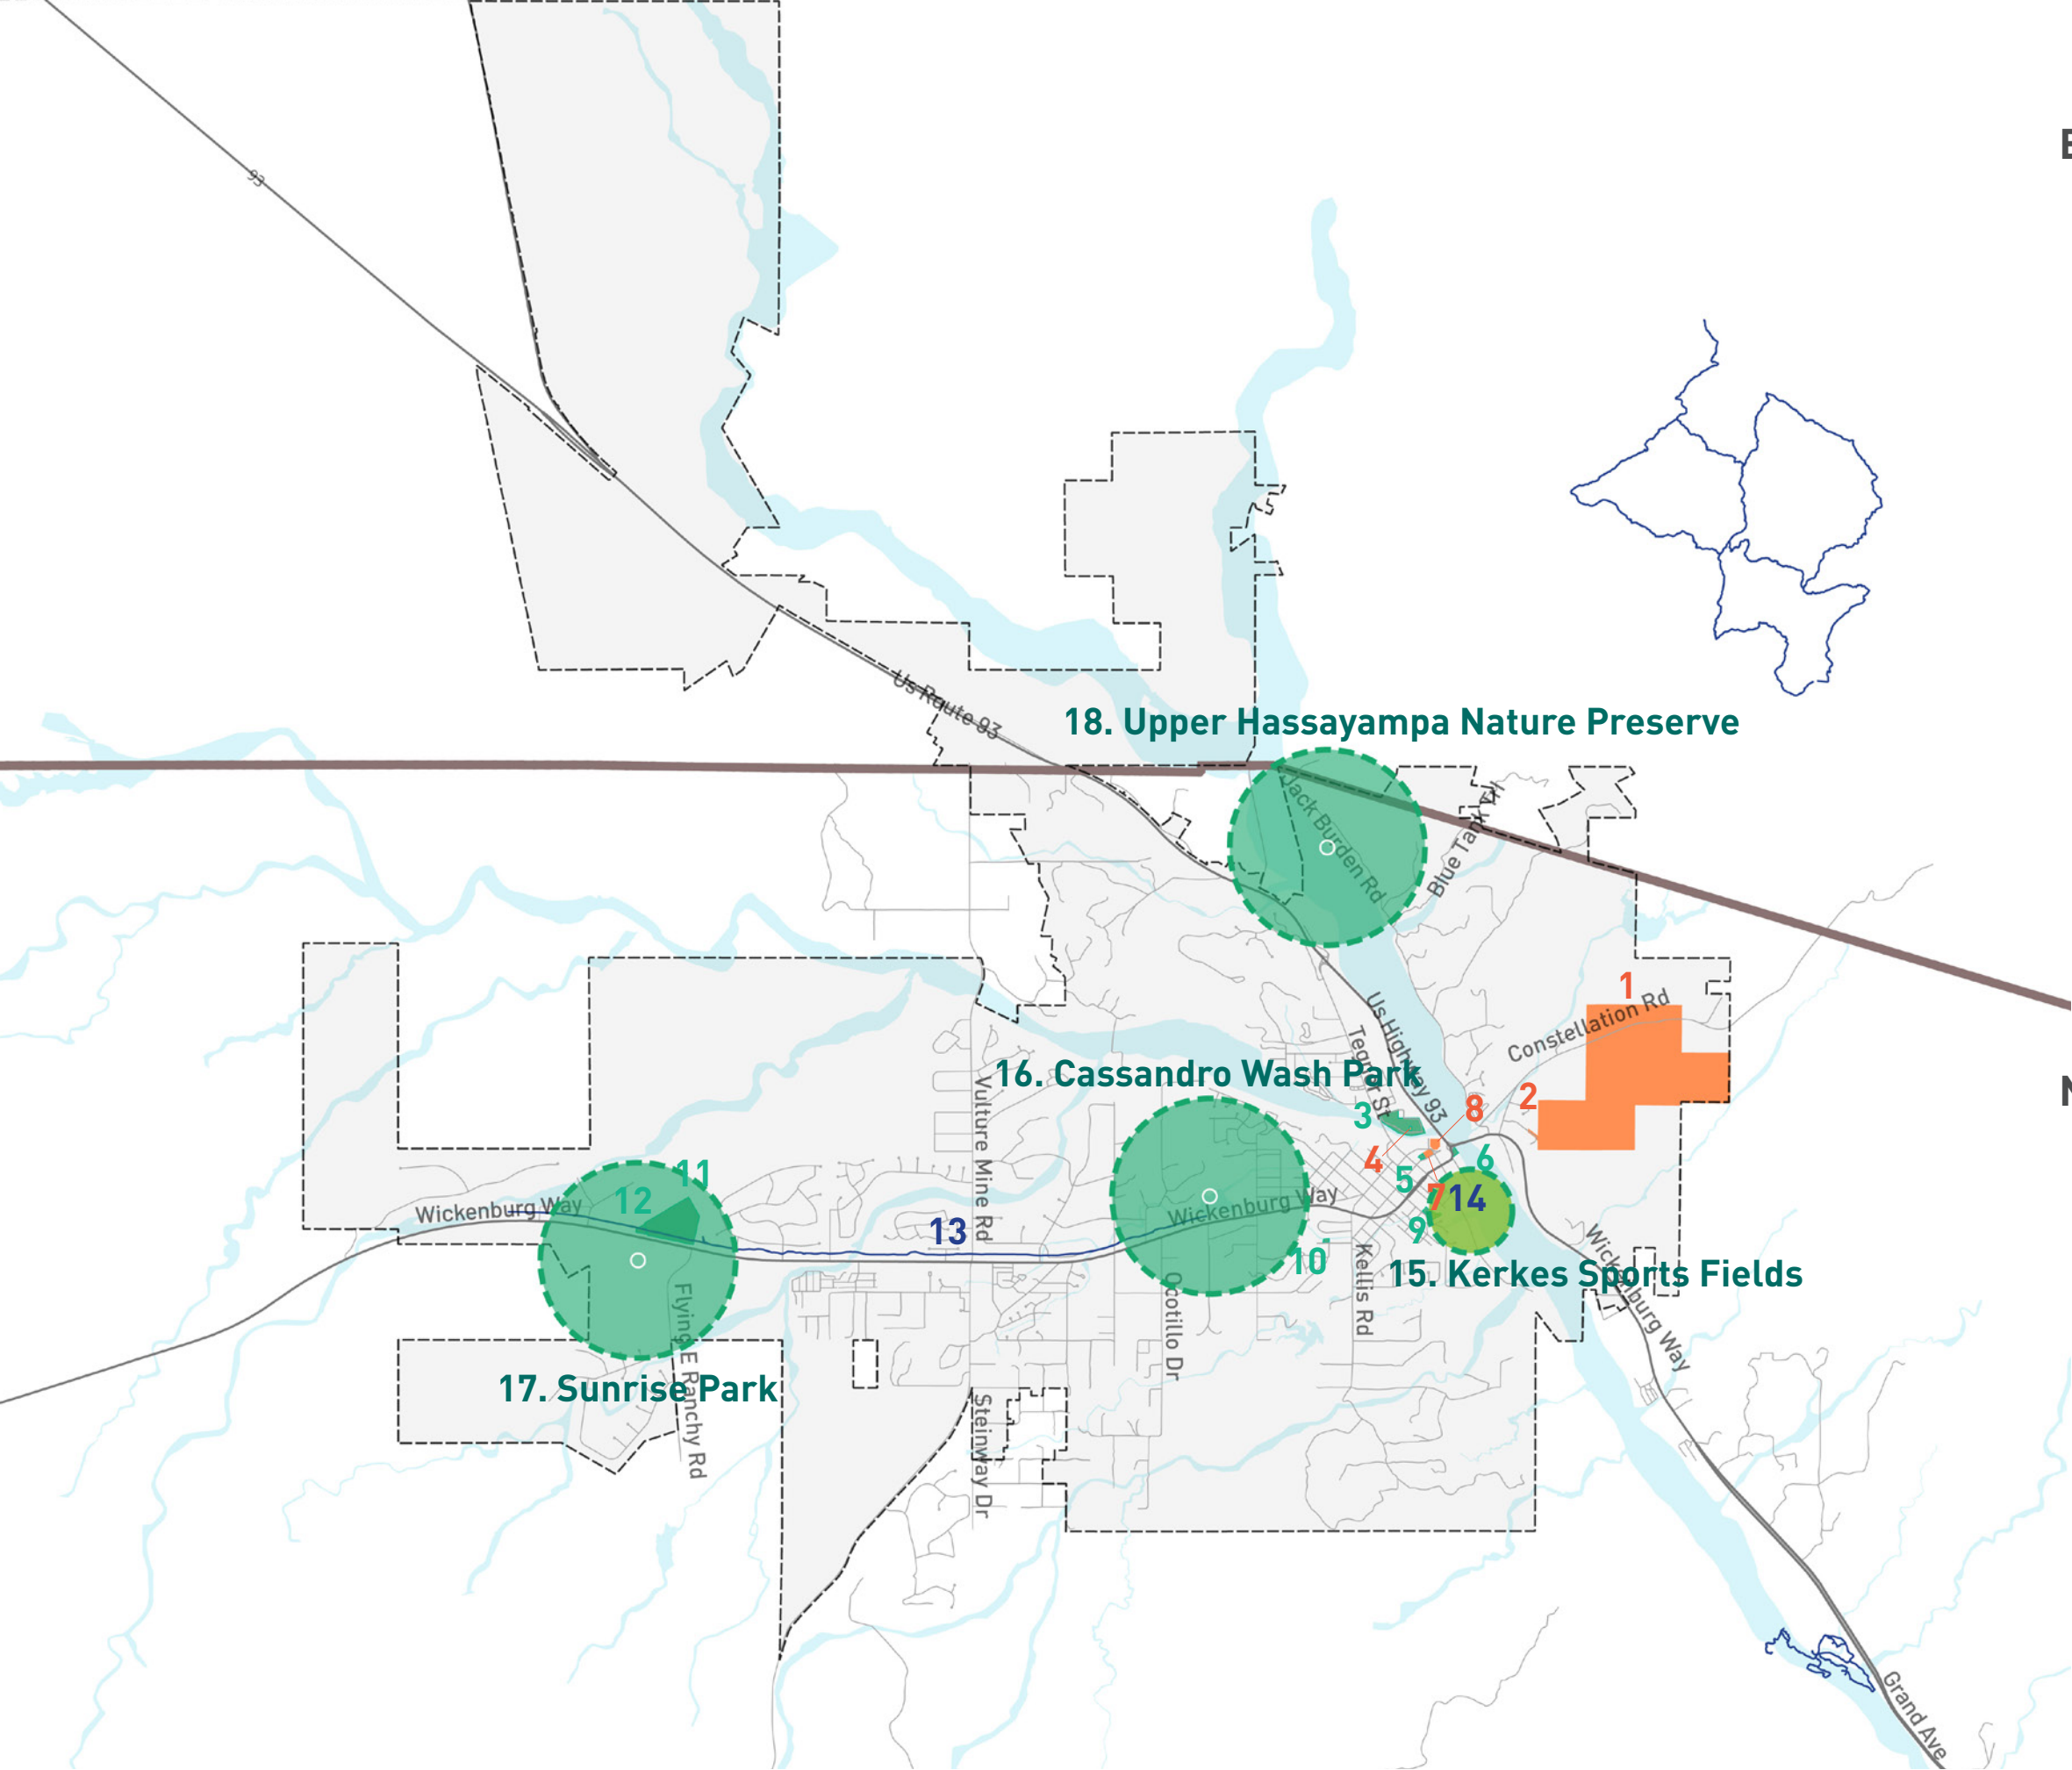 93
E
Us Route 93
18. Upper Hassayampa Nature Preserve
Jack Burden Rd
Blue Tank Trl
1
Constellation Rd
Us Highway 93
Tegner St
16. Cassandro Wash Park
N
2
3
8
4
5
6
7
14
9
11
12
Wickenburg Way
Wickenburg Way
13
Vulture Mine Rd
10
Kellis Rd
15. Kerkes Sports Fields
Wickenburg Way
Ocotillo Dr
Flying E Ranchy Rd
17. Sunrise Park
Steinway Dr
Grand Ave